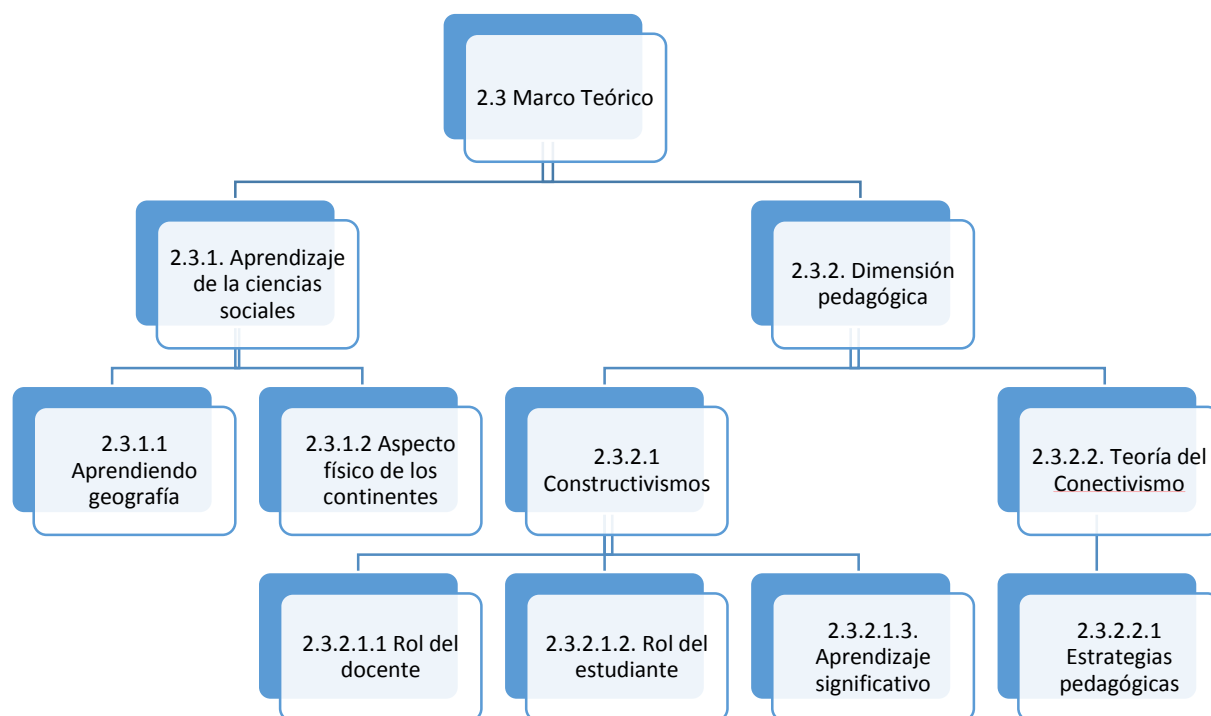 2.3 Marco Teórico
2.3.1. Aprendizaje
de la ciencias
sociales
2.3.2. Dimensión
pedagógica
2.3.1.1
Aprendiendo
geografía
2.3.1.2 Aspecto
físico de los
continentes
2.3.2.1
Constructivismos
2.3.2.2. Teoría del
Conectivismo
2.3.2.1.1 Rol del
docente
2.3.2.1.2. Rol del
estudiante
2.3.2.1.3.
Aprendizaje
significativo
2.3.2.2.1
Estrategias
pedagógicas